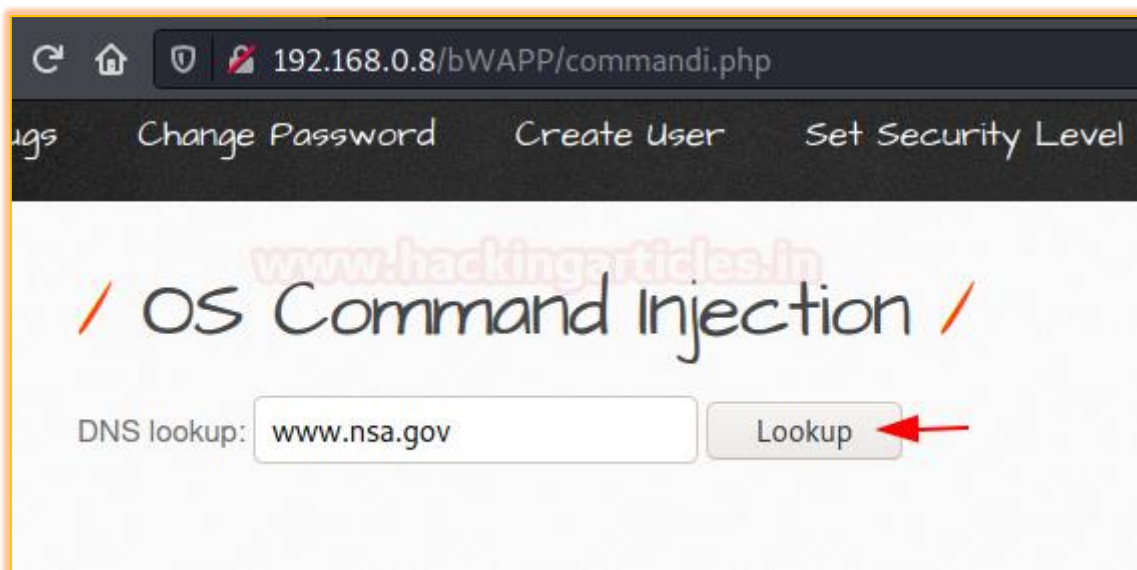 192.168.0.8/bWAPP/commandi.php
ugs Change Password Create User Set Security Level
www.hackingarticles.in
/ OS Command Injection /
DNS lookup: www.nsa.gov Lookup